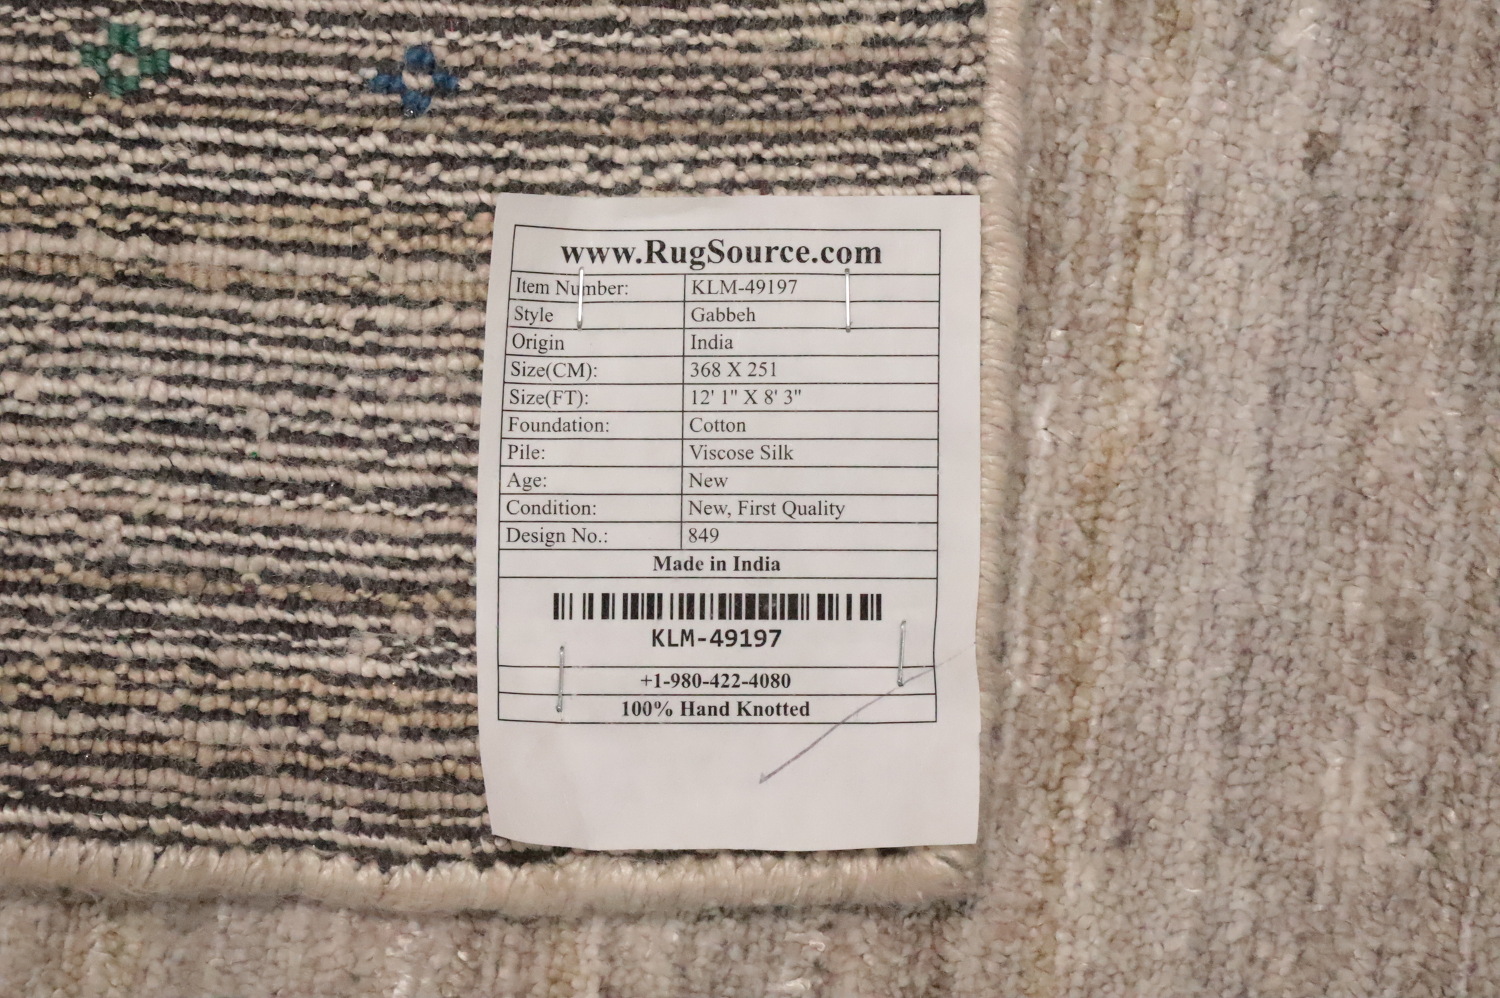 www.RugSource.com
Item Number: KLM-49197
Style Gabbeh
Origin India
Size(CM): 368 X 251
Size(FT): 12' 1" X 8' 3"
Foundation: Cotton
Pile: Viscose Silk
Age: New
Condition: New, First Quality
Design No.: 849
Made in India
KLM-49197
+1-980-422-4080
100% Hand Knotted